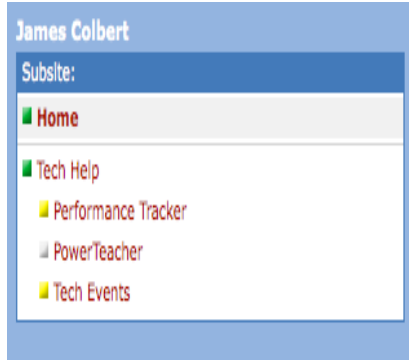 James Colbert
Subsite:
Home
Tech Help
Performance Tracker
PowerTeacher
Tech Events